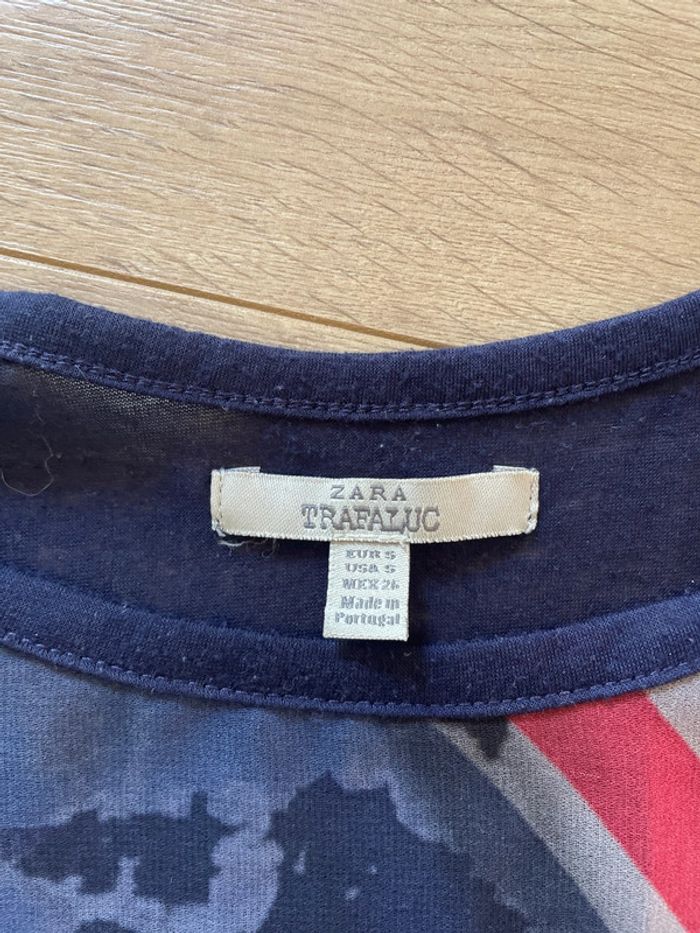 ZARA
TRAFALUC
EUR S
USA S
MEX 26
Made in
Portugal